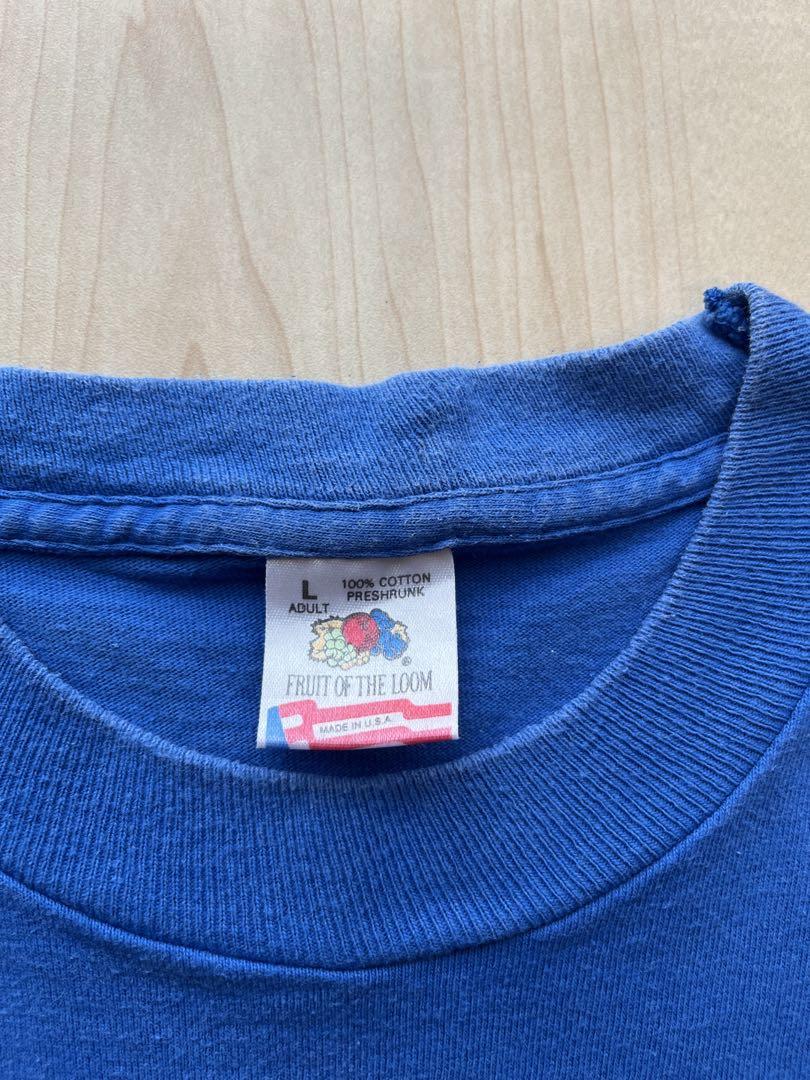 L
ADULT
100% COTTON
PRESHRUNK
®
FRUIT OF THE LOOM
MADE IN U.S.A.